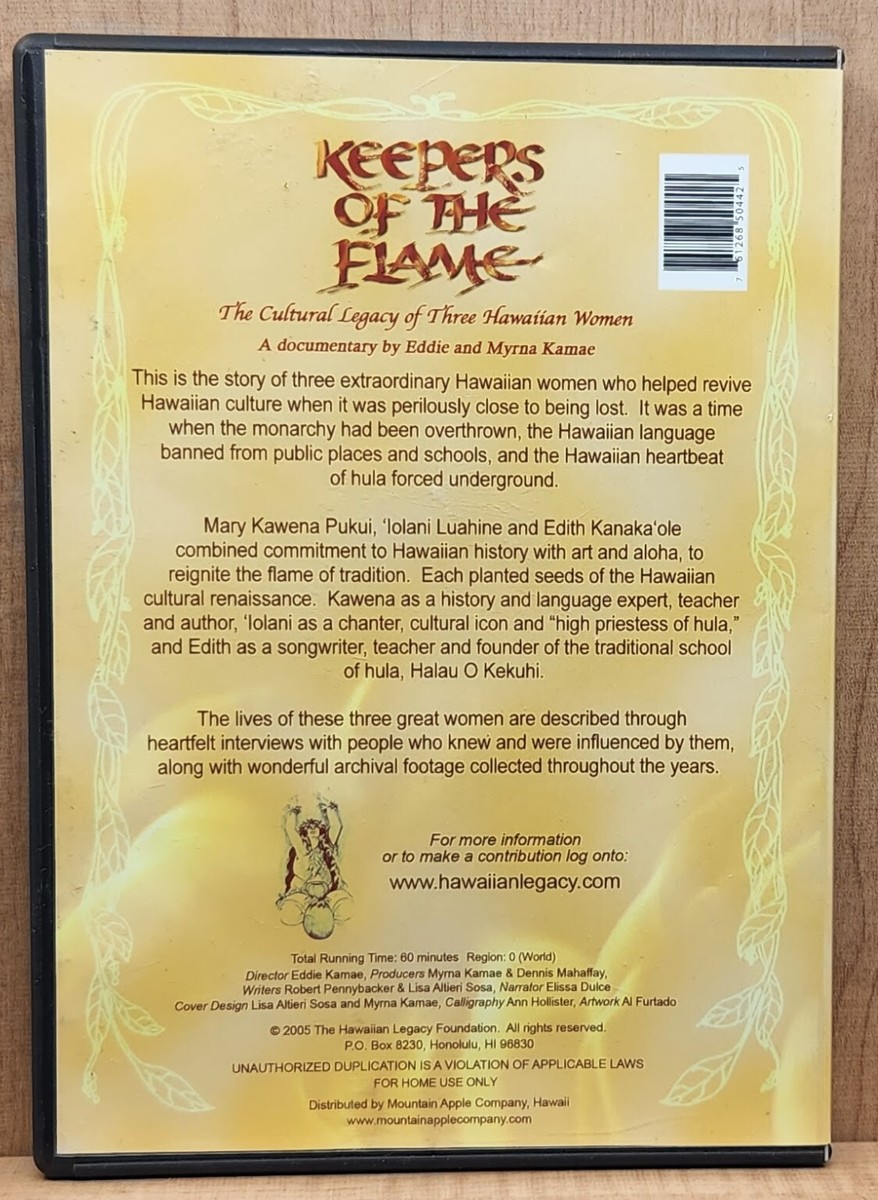 KEEPERS
OF THE
FLAME
7 61268 50442 5
The Cultural Legacy of Three Hawaiian Women
A documentary by Eddie and Myrna Kamae
This is the story of three extraordinary Hawaiian women who helped revive
Hawaiian culture when it was perilously close to being lost. It was a time
when the monarchy had been overthrown, the Hawaiian language
banned from public places and schools, and the Hawaiian heartbeat
of hula forced underground.
Mary Kawena Pukui, ‘Iolani Luahine and Edith Kanaka‘ole
combined commitment to Hawaiian history with art and aloha, to
reignite the flame of tradition. Each planted seeds of the Hawaiian
cultural renaissance. Kawena as a history and language expert, teacher
and author, ‘Iolani as a chanter, cultural icon and “high priestess of hula,”
and Edith as a songwriter, teacher and founder of the traditional school
of hula, Halau O Kekuhi.
The lives of these three great women are described through
heartfelt interviews with people who knew and were influenced by them,
along with wonderful archival footage collected throughout the years.
For more information
or to make a contribution log onto:
www.hawaiianlegacy.com
Total Running Time: 60 minutes Region: 0 (World)
Director Eddie Kamae, Producers Myrna Kamae & Dennis Mahaffay,
Writers Robert Pennybacker & Lisa Altieri Sosa, Narrator Elissa Dulce
Cover Design Lisa Altieri Sosa and Myrna Kamae, Calligraphy Ann Hollister, Artwork Al Furtado
© 2005 The Hawaiian Legacy Foundation. All rights reserved.
P.O. Box 8230, Honolulu, HI 96830
UNAUTHORIZED DUPLICATION IS A VIOLATION OF APPLICABLE LAWS
FOR HOME USE ONLY
Distributed by Mountain Apple Company, Hawaii
www.mountainapplecompany.com